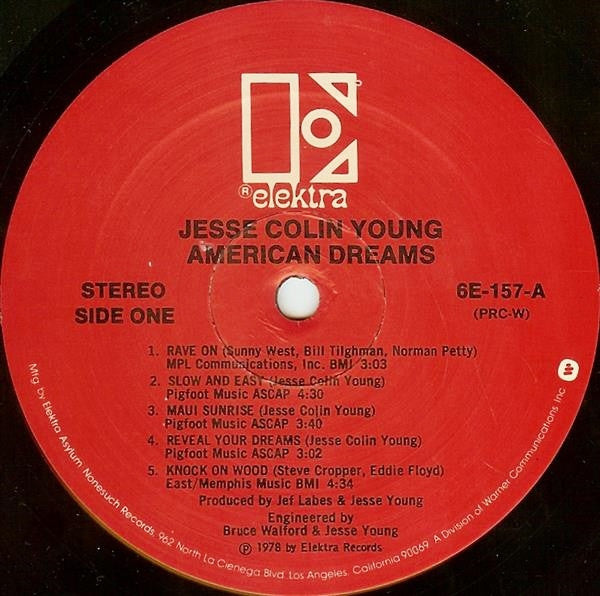 ® elektra
JESSE COLIN YOUNG
AMERICAN DREAMS
STEREO
SIDE ONE
6E-157-A
(PRC-W)
1. RAVE ON (Sunny West, Bill Tilghman, Norman Petty)
MPL Communications, Inc. BMI 3:03
2. SLOW AND EASY (Jesse Colin Young)
Pigfoot Music ASCAP 4:30
3. MAUI SUNRISE (Jesse Colin Young)
Pigfoot Music ASCAP 3:40
4. REVEAL YOUR DREAMS (Jesse Colin Young)
Pigfoot Music ASCAP 3:02
5. KNOCK ON WOOD (Steve Cropper, Eddie Floyd)
East/Memphis Music BMI 4:34
Produced by Jef Labes & Jesse Young
Engineered by
Bruce Walford & Jesse Young
℗ 1978 by Elektra Records
Mfg. by Elektra Asylum Nonesuch Records, 962 North La Cienega Blvd. Los Angeles, California 90069 A Division of Warner Communications Inc